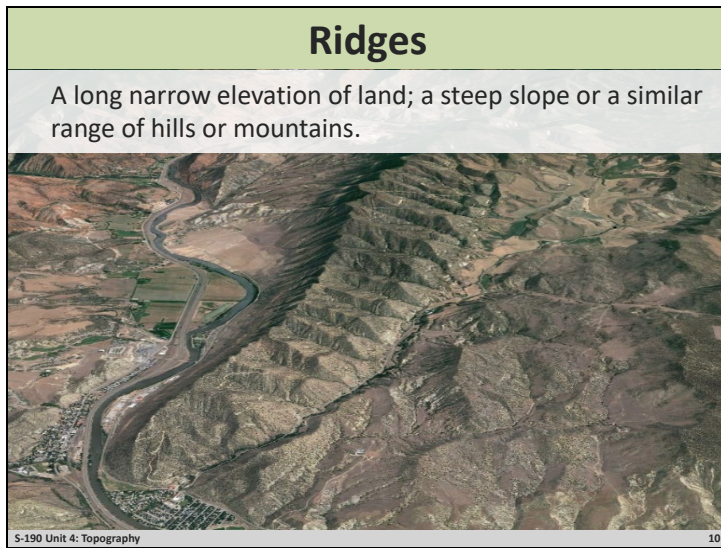 Ridges
A long narrow elevation of land; a steep slope or a similar
range of hills or mountains.
S-190 Unit 4: Topography 10